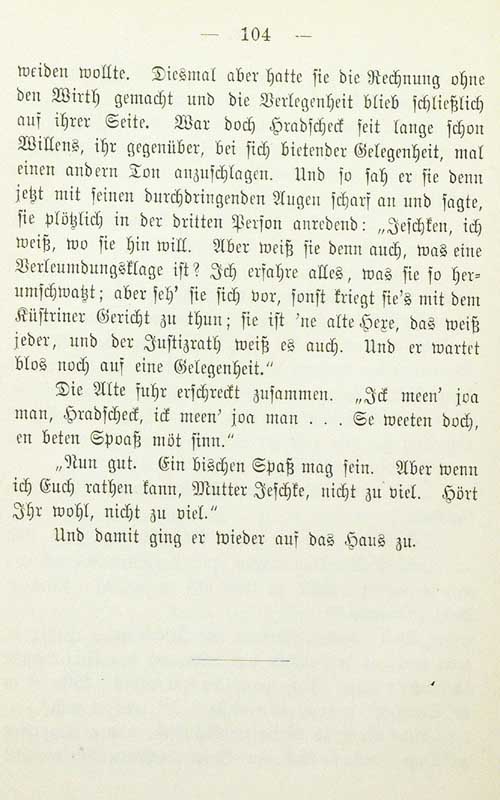 — 104 —
weiden wollte. Diesmal aber hatte sie die Rechnung ohne
den Wirth gemacht und die Verlegenheit blieb schließlich
auf ihrer Seite. War doch Hradscheck seit lange schon
Willens, ihr gegenüber, bei sich bietender Gelegenheit, mal
einen andern Ton anzuschlagen. Und so sah er sie denn
jetzt mit seinen durchdringenden Augen scharf an und sagte,
sie plötzlich in der dritten Person anredend: „Jeschken, ich
weiß, wo sie hin will. Aber weiß sie denn auch, was eine
Verleumdungsklage ist? Ich erfahre alles, was sie so her-
umschwatzt; aber seh' sie sich vor, sonst kriegt sie's mit dem
Küstriner Gericht zu thun; sie ist 'ne alte Hexe, das weiß
jeder, und der Justizrath weiß es auch. Und er wartet
blos noch auf eine Gelegenheit.“
Die Alte fuhr erschreckt zusammen. „Ick meen' joa
man, Hradscheck, ick meen' joa man . . . Se weeten doch,
en beten Spoaß möt sinn.“
„Nun gut. Ein bischen Spaß mag sein. Aber wenn
ich Euch rathen kann, Mutter Jeschke, nicht zu viel. Hört
Ihr wohl, nicht zu viel.“
Und damit ging er wieder auf das Haus zu.